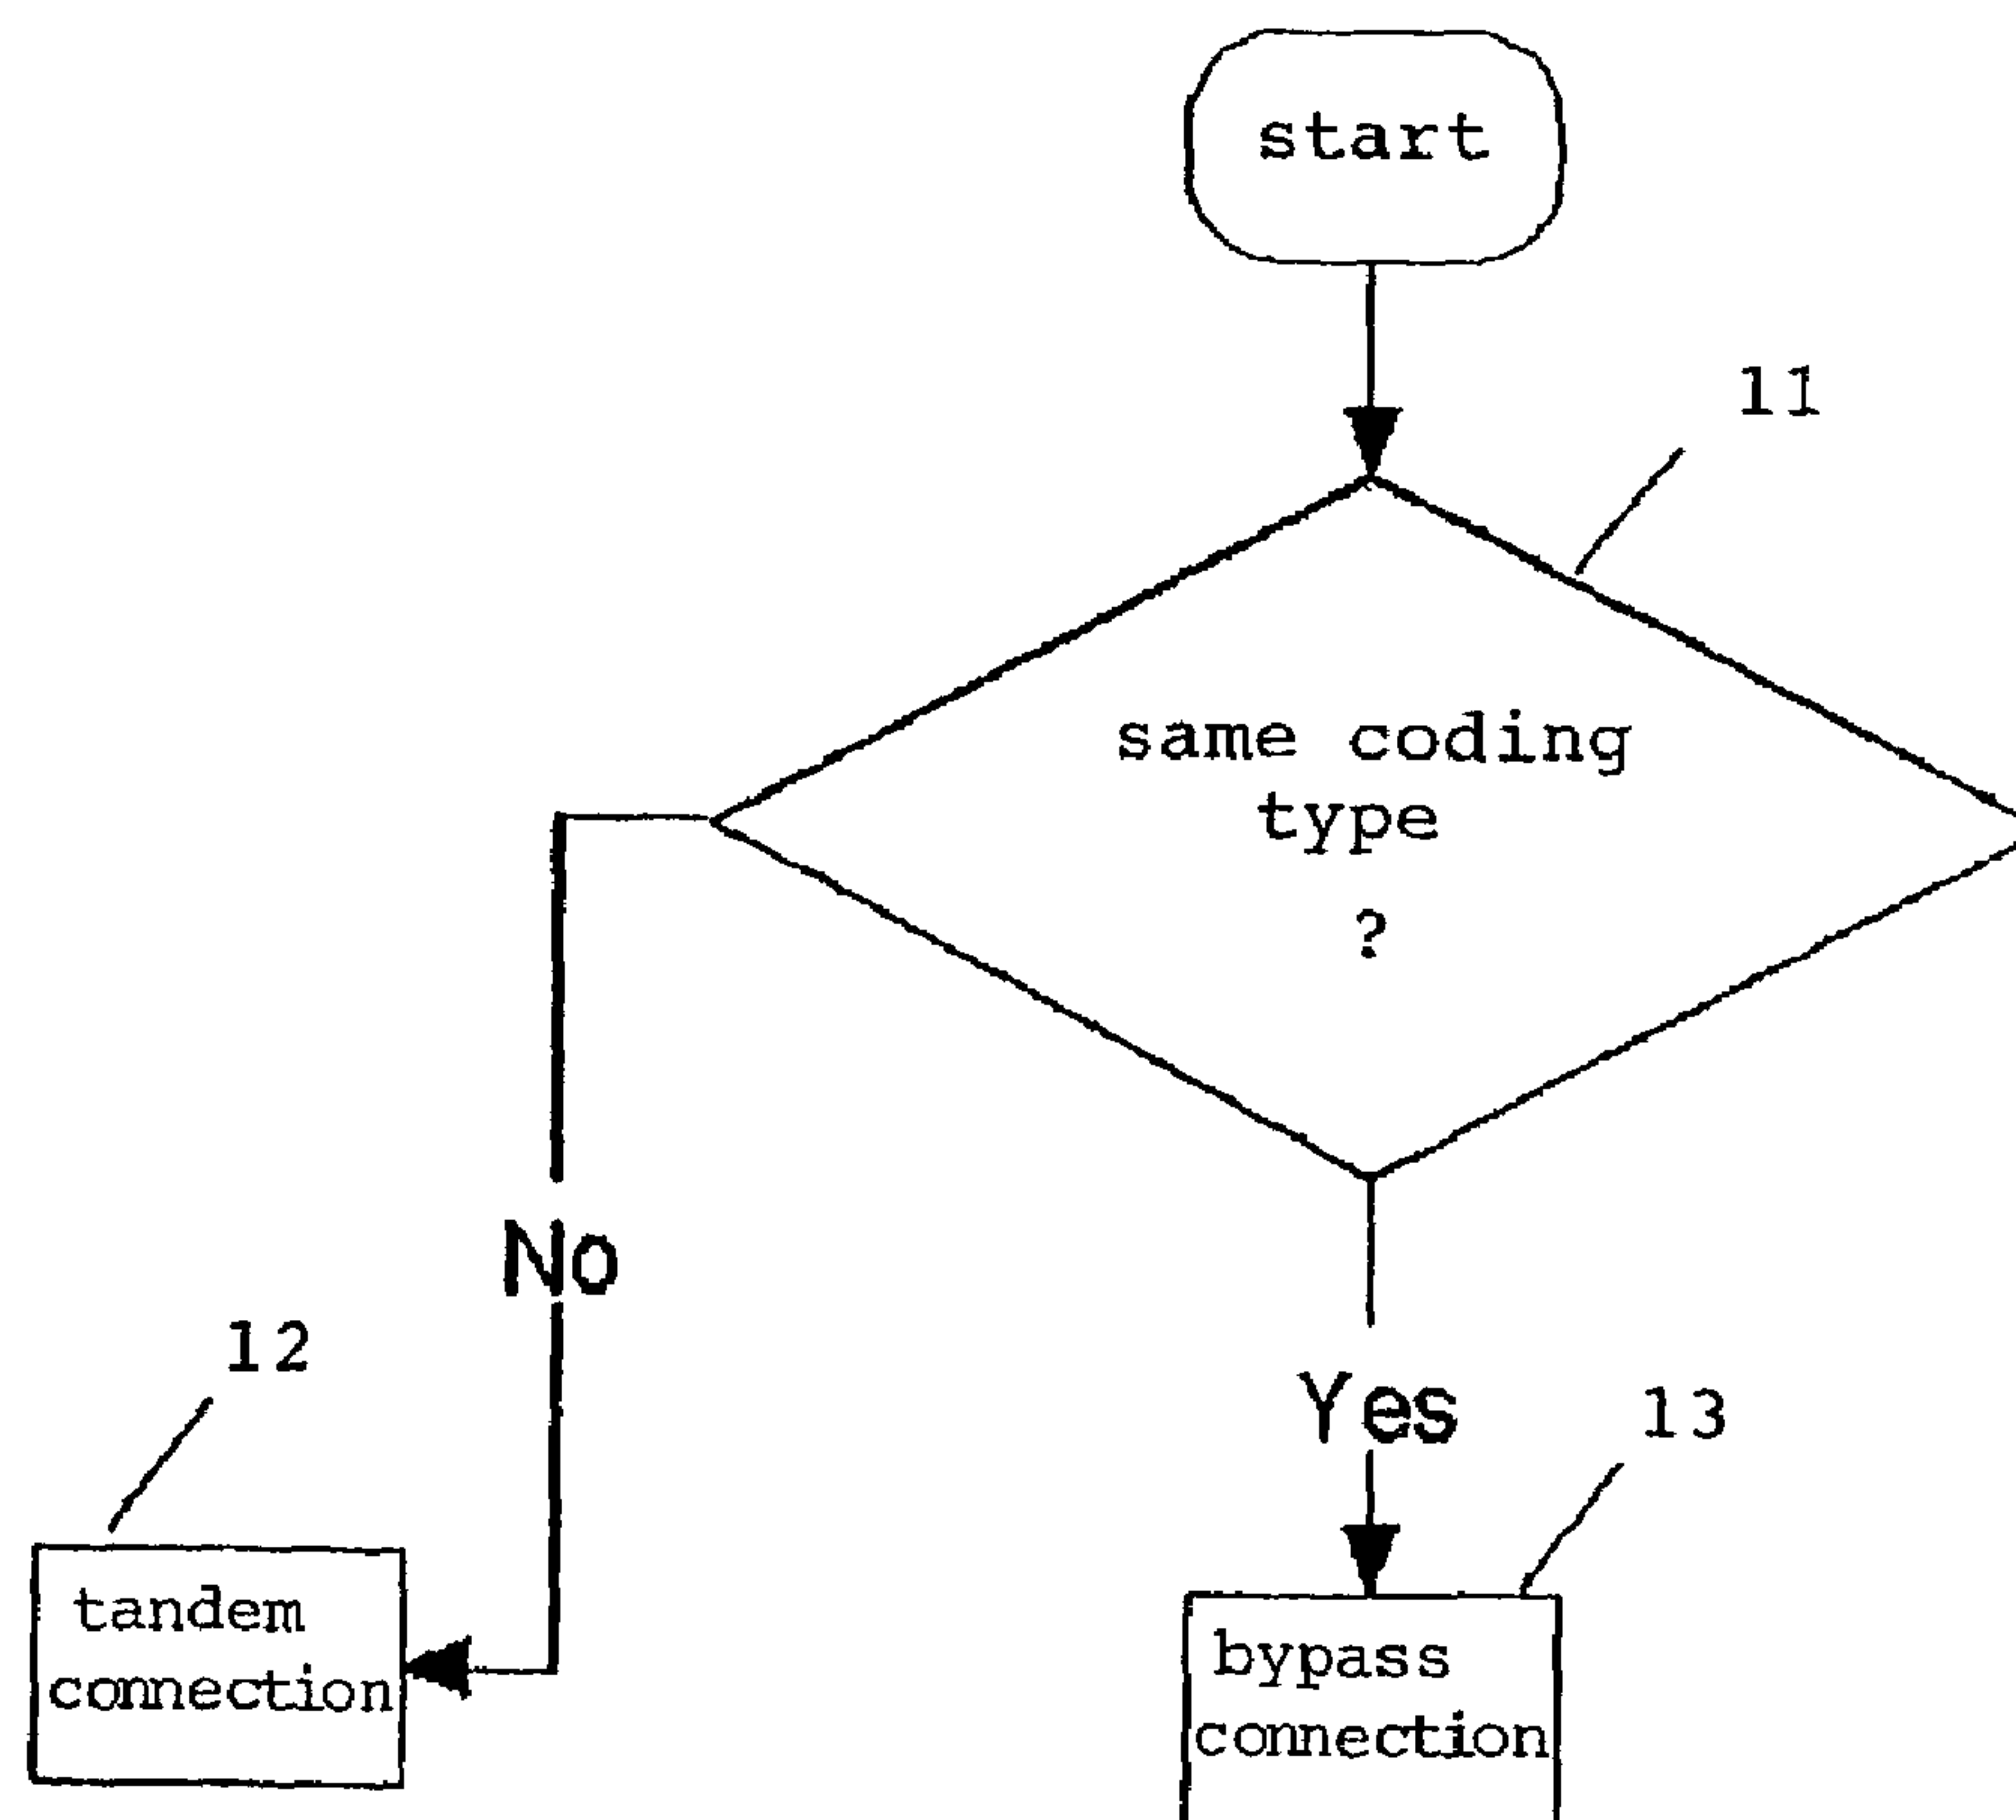 start
11
same coding
type
?
No
12
Yes
13
tandem
connection
bypass
connection